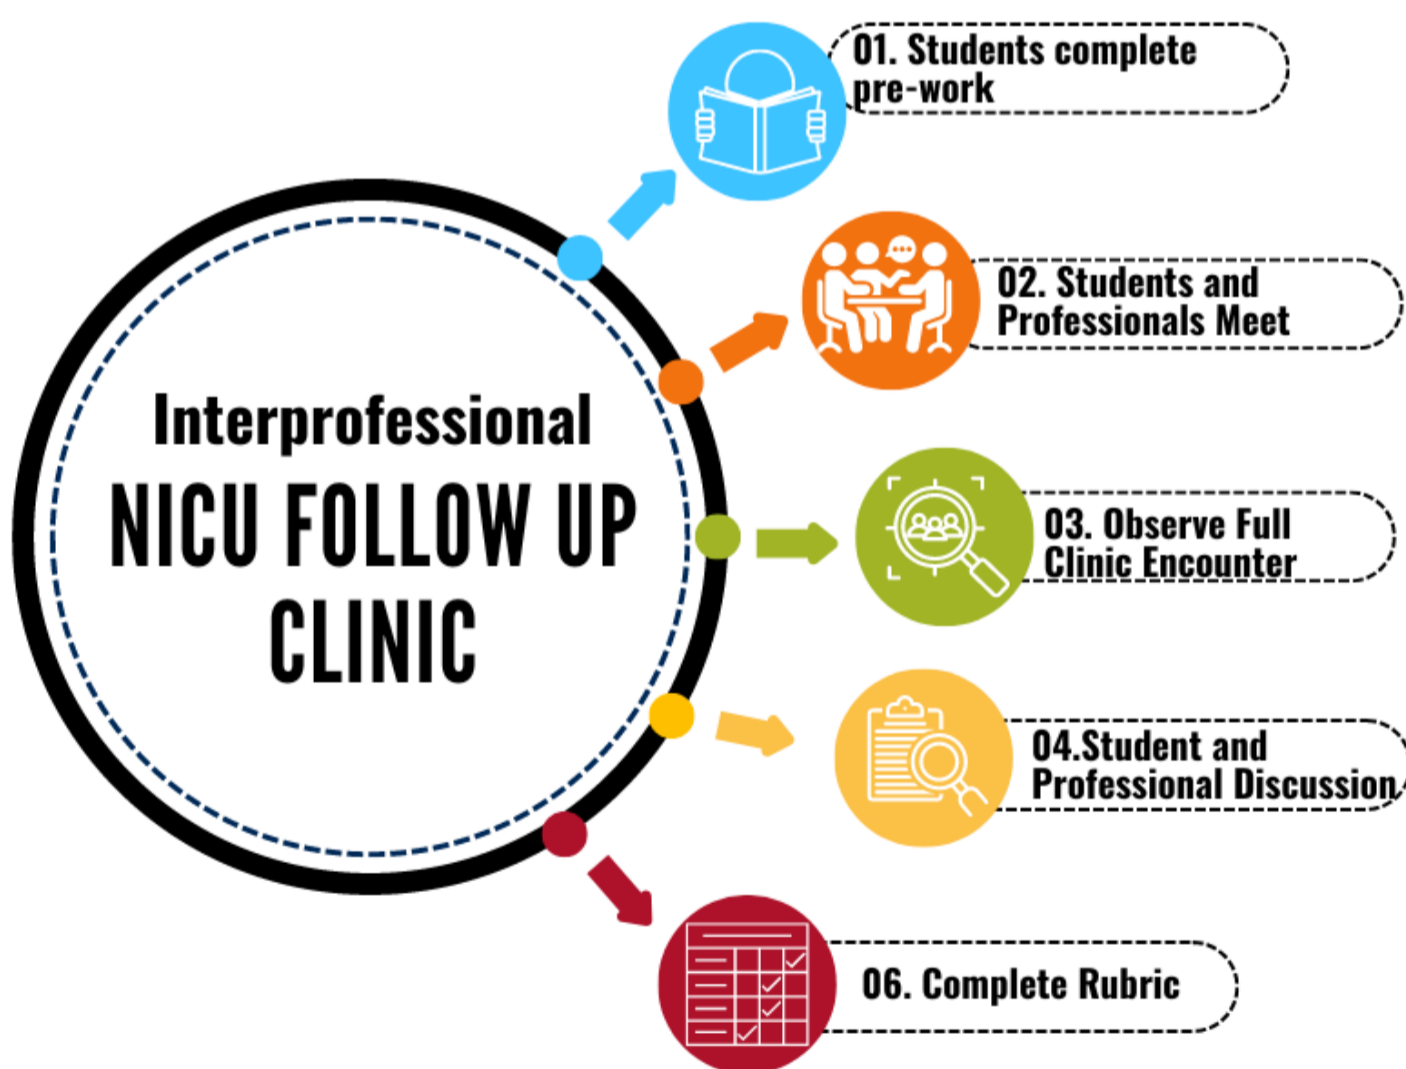 01. Students complete
pre-work
02. Students and
Professionals Meet
Interprofessional
NICU FOLLOW UP
CLINIC
03. Observe Full
Clinic Encounter
04.Student and
Professional Discussion
06. Complete Rubric